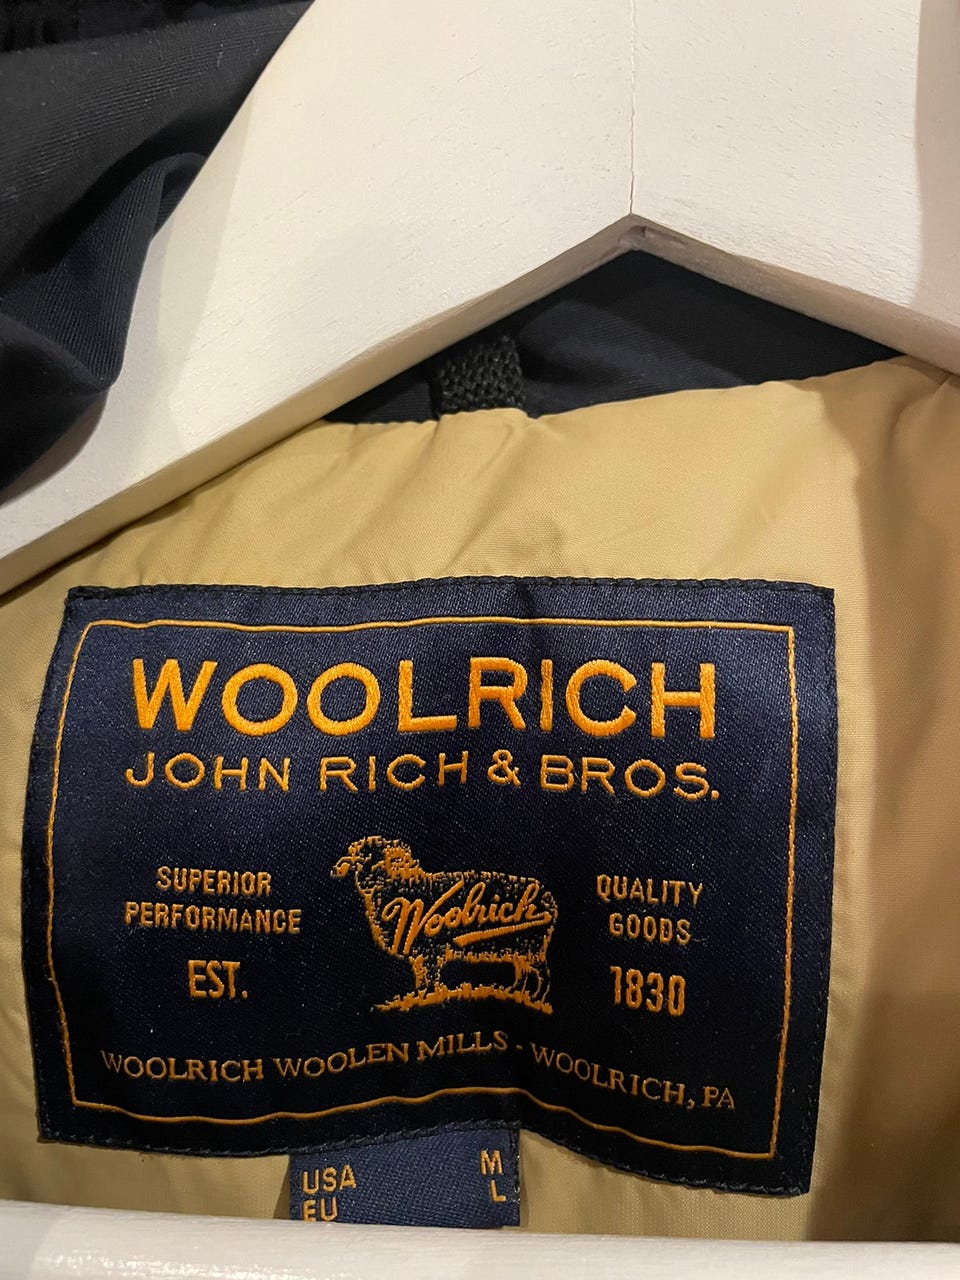 WOOLRICH
JOHN RICH & BROS.
SUPERIOR
PERFORMANCE
EST.
Woolrich
QUALITY
GOODS
1830
WOOLRICH WOOLEN MILLS - WOOLRICH, PA
USA M
EU L